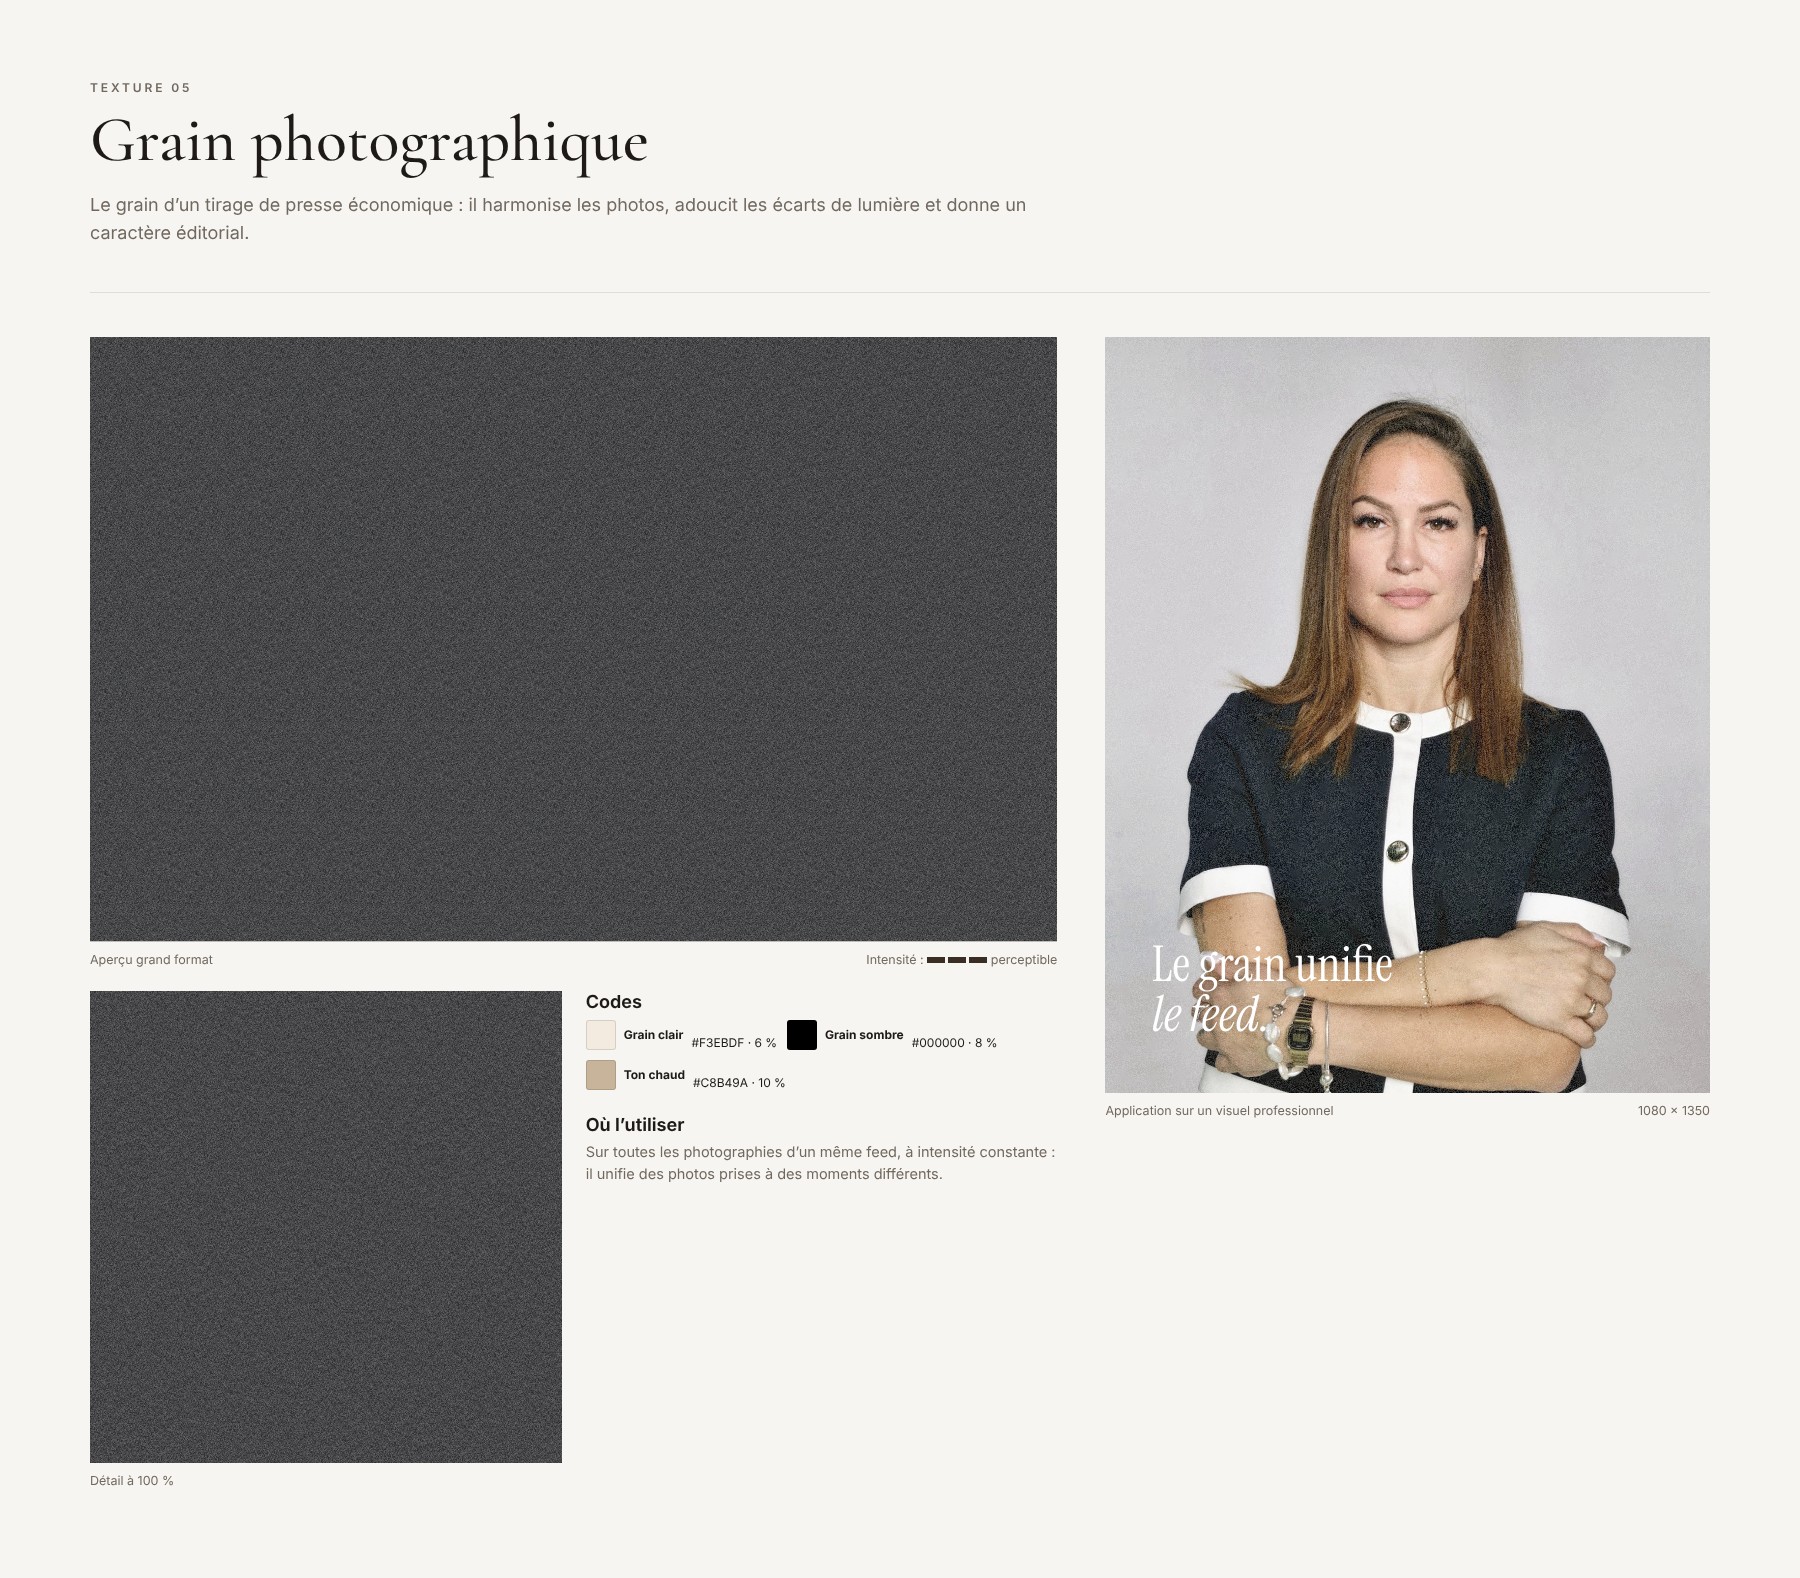 TEXTURE 05
Grain photographique
Le grain d’un tirage de presse économique : il harmonise les photos, adoucit les écarts de lumière et donne un
caractère éditorial.
Aperçu grand format
Intensité : perceptible
Le grain unifie
le feed.
Application sur un visuel professionnel
1080 × 1350
Codes
Grain clair #F3EBDF · 6 %
Grain sombre #000000 · 8 %
Ton chaud #C8B49A · 10 %
Où l’utiliser
Sur toutes les photographies d’un même feed, à intensité constante :
il unifie des photos prises à des moments différents.
Détail à 100 %